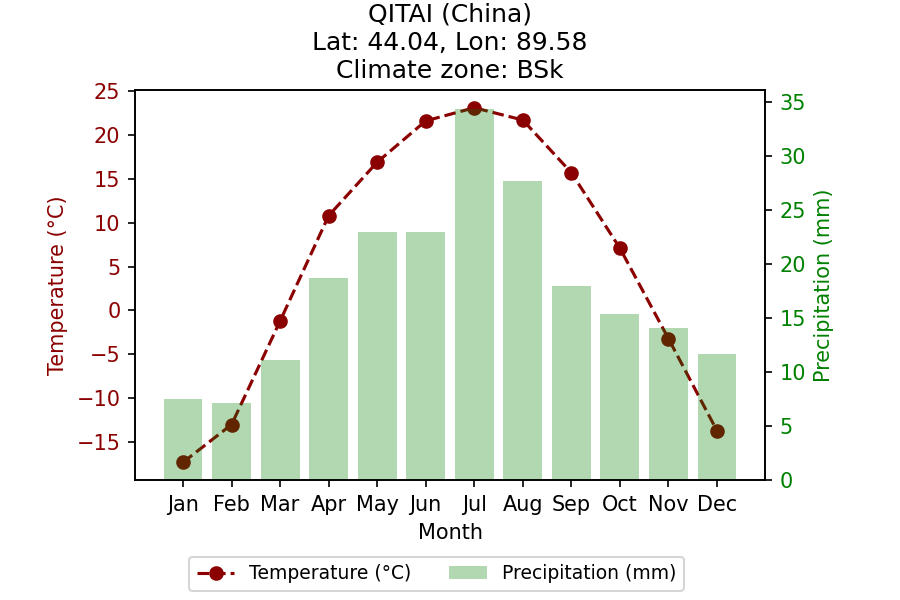 QITAI (China)
Lat: 44.04, Lon: 89.58
Climate zone: BSk
25
20
15
10
5
0
−5
−10
−15
Temperature (°C)
35
30
25
20
15
10
5
0
Precipitation (mm)
Jan Feb Mar Apr May Jun Jul Aug Sep Oct Nov Dec
Month
Temperature (°C) Precipitation (mm)